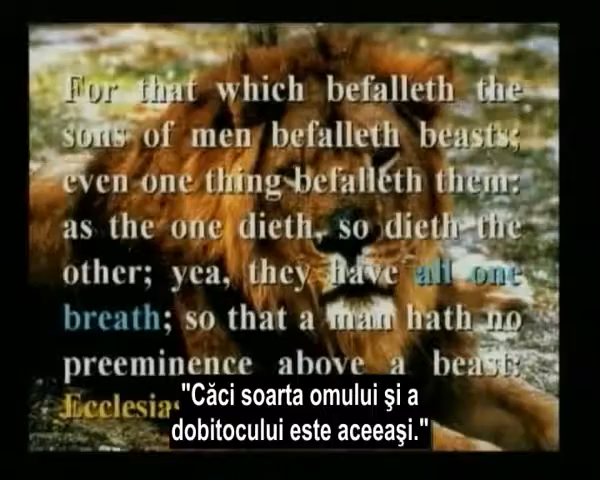 For that which befalleth the
sons of men befalleth beasts;
even one thing befalleth them:
as the one dieth, so dieth the
other; yea, they have all one
breath; so that a man hath no
preeminence above a beast:
Ecclesias
"Căci soarta omului şi a
dobitocului este aceeaşi."